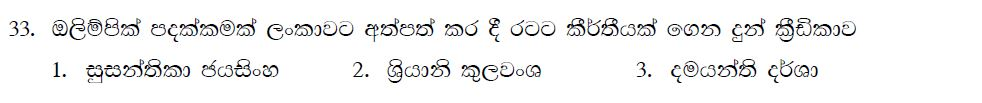 33. ඔලිම්පික් පදක්කමක් ලංකාවට අත්පත් කර දී රටට කීර්තියක් ගෙන දුන් ක්‍රීඩිකාව
1. සුසන්තිකා ජයසිංහ 2. ශ්‍රියානි කුලවංශ 3. දමයන්ති දර්ශා